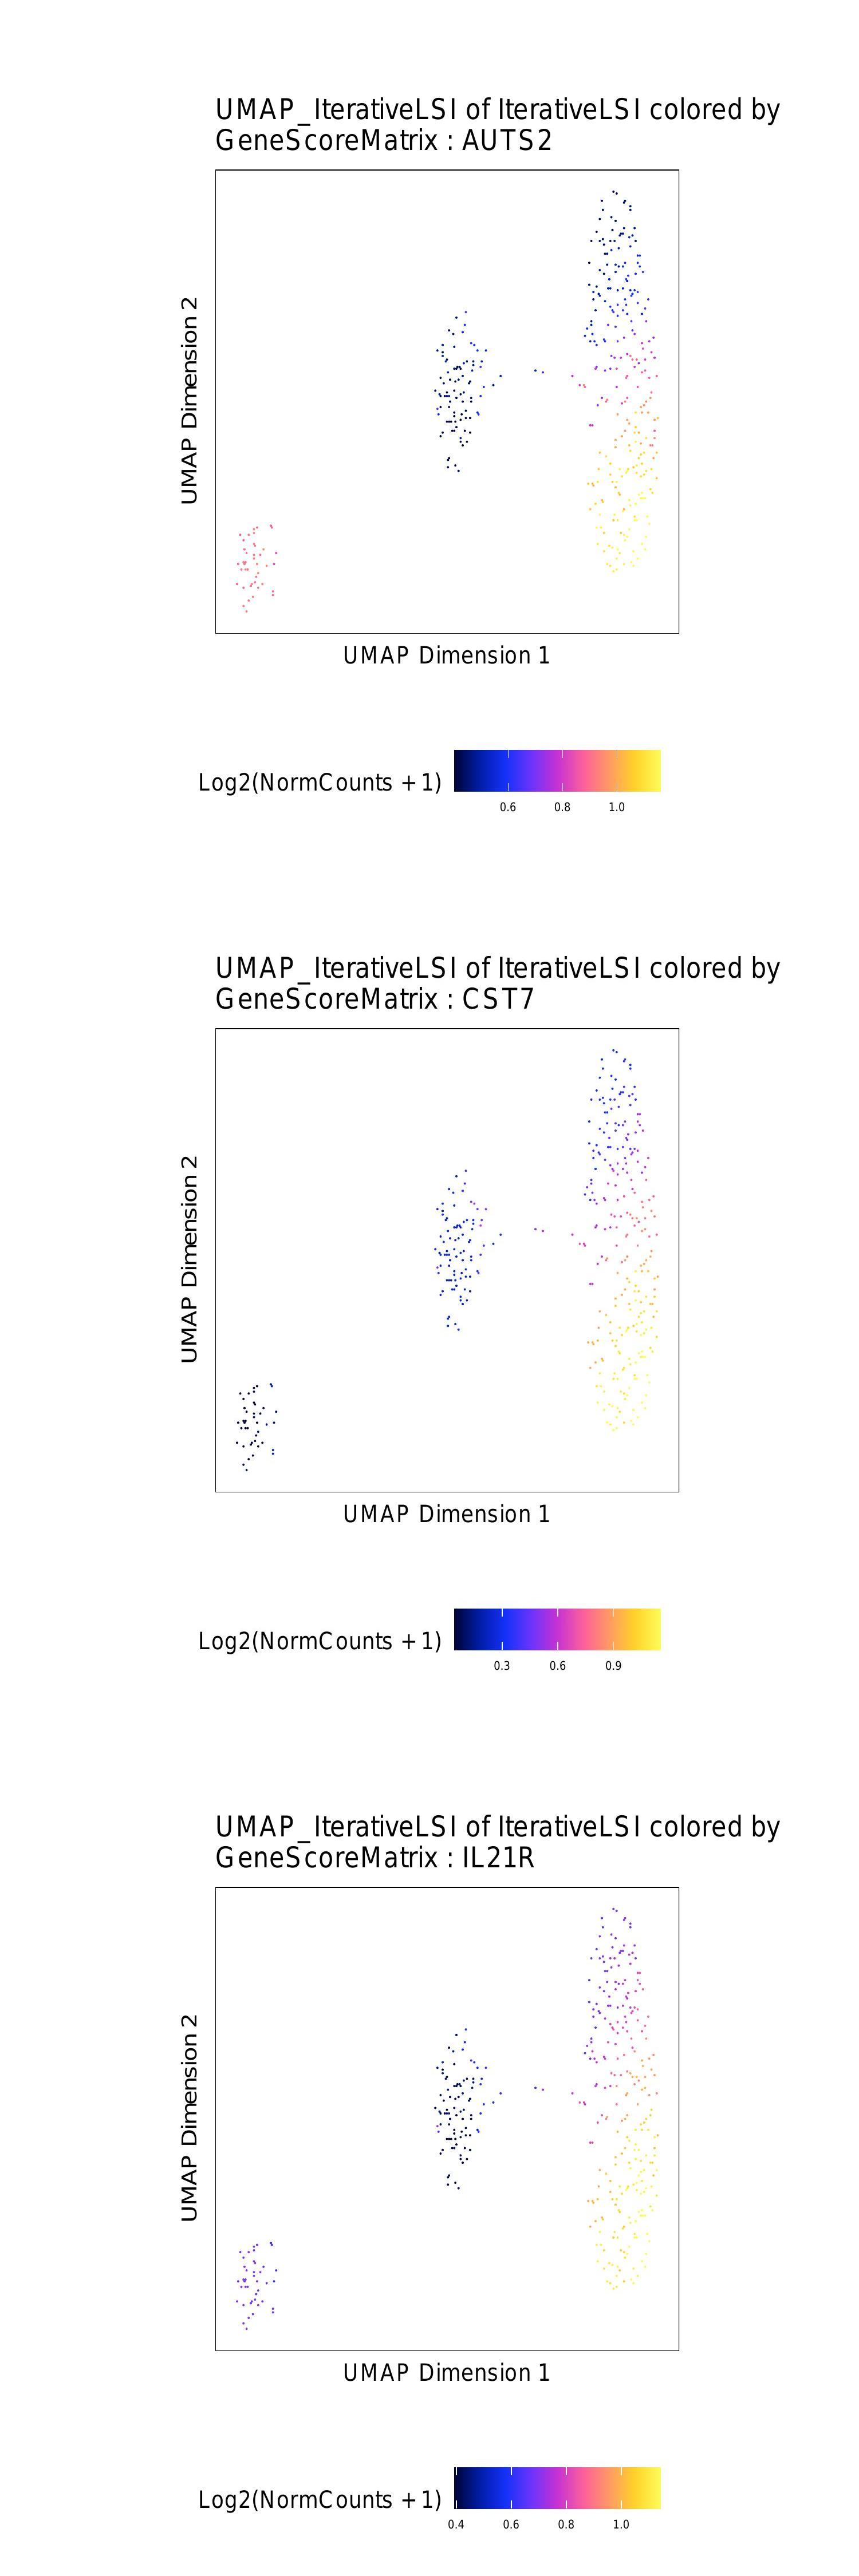 UMAP_IterativeLSI of IterativeLSI colored by
GeneScoreMatrix : AUTS2
UMAP Dimension 2
UMAP Dimension 1
Log2(NormCounts +1)
0.6 0.8 1.0
UMAP_IterativeLSI of IterativeLSI colored by
GeneScoreMatrix : CST7
UMAP Dimension 2
UMAP Dimension 1
Log2(NormCounts +1)
0.3 0.6 0.9
UMAP_IterativeLSI of IterativeLSI colored by
GeneScoreMatrix : IL21R
UMAP Dimension 2
UMAP Dimension 1
Log2(NormCounts +1)
0.4 0.6 0.8 1.0